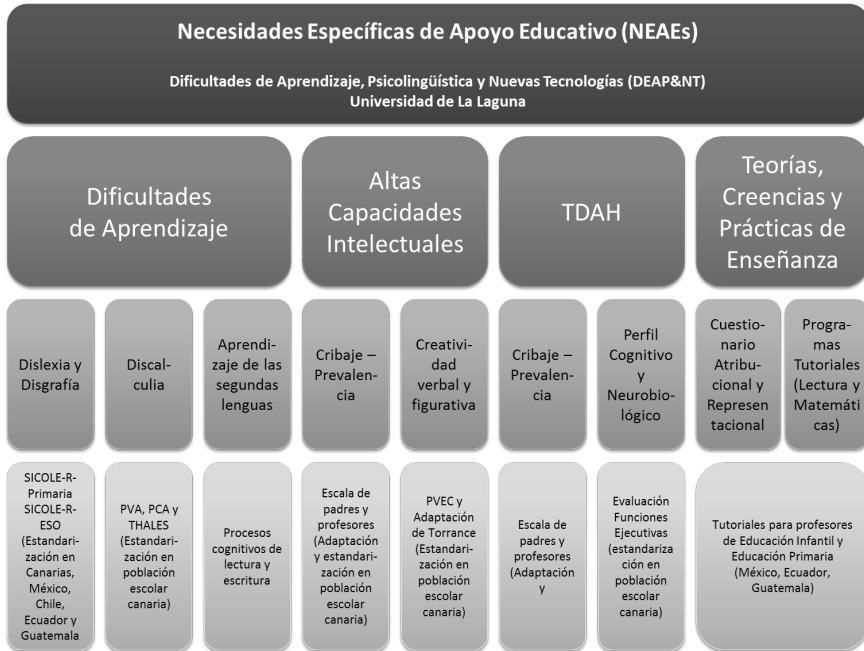 Necesidades Específicas de Apoyo Educativo (NEAEs)
Dificultades de Aprendizaje, Psicolingüística y Nuevas Tecnologías (DEAP&NT)
Universidad de La Laguna
Dificultades
de Aprendizaje
Altas
Capacidades
Intelectuales
TDAH
Teorías,
Creencias y
Prácticas de
Enseñanza
Dislexia y
Disgrafía
Discal-
culia
Aprendi-
zaje de las
segundas
lenguas
Cribaje –
Prevalen-
cia
Creativi-
dad
verbal y
figurativa
Cribaje –
Prevalen-
cia
Perfil
Cognitivo
y
Neurobio-
lógico
Cuestio-
nario
Atribu-
cional y
Represen
tacional
Progra-
mas
Tutoriales
(Lectura y
Matemáti
cas)
SICOLE-R-
Primaria
SICOLE-R-
ESO
(Estandari-
zación en
Canarias,
México,
Chile,
Ecuador y
Guatemala
PVA, PCA y
THALES
(Estandari-
zación en
población
escolar
canaria)
Procesos
cognitivos de
lectura y
escritura
Escala de
padres y
profesores
(Adaptación
y estandari-
zación en
población
escolar
canaria)
PVEC y
Adaptación
de Torrance
(Estandari-
zación en
población
escolar
canaria)
Escala de
padres y
profesores
(Adaptación
y
Evaluación
Funciones
Ejecutivas
(estandariza
ción en
población
escolar
canaria)
Tutoriales para profesores
de Educación Infantil y
Educación Primaria
(México, Ecuador,
Guatemala)